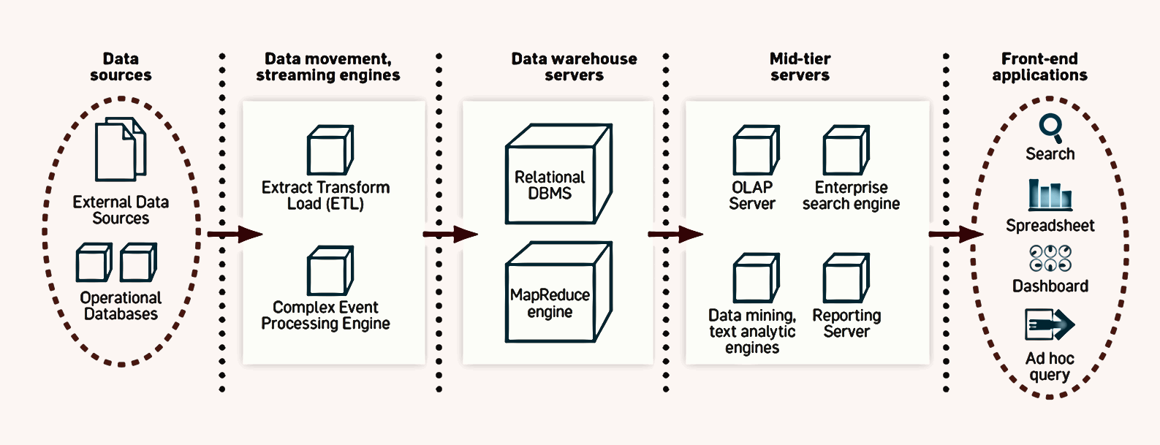 Data
sources
Data movement,
streaming engines
Data warehouse
servers
Mid-tier
servers
Front-end
applications
External Data
Sources
Operational
Databases
Extract Transform
Load (ETL)
Complex Event
Processing Engine
Relational
DBMS
MapReduce
engine
OLAP
Server
Enterprise
search engine
Data mining,
text analytic
engines
Reporting
Server
Search
Spreadsheet
Dashboard
Ad hoc
query